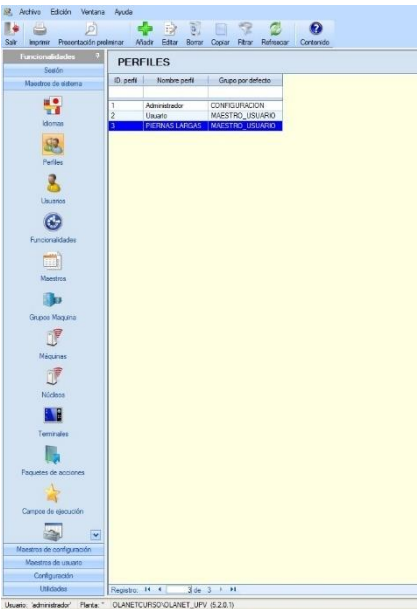 Archivo Edición Ventana Ayuda
Salir Imprimir Presentación preliminar Añadir Editar Borrar Copiar Filtrar Refrescar Contenido
Funcionalidades
Sesión
Maestros de sistema
Idiomas
Perfiles
Usuarios
Funcionalidades
Maestros
Grupos Maquina
Máquinas
Núcleos
Terminales
Paquetes de acciones
Campos de ejecución
Maestros de configuración
Maestros de usuario
Configuración
Utilidades
PERFILES
ID. perfil Nombre perfil Grupo por defecto
1 Administrador CONFIGURACION
2 Usuario MAESTRO_USUARIO
3 PIERNAS LARGAS MAESTRO_USUARIO
Registro: 3 de 3
Usuario: 'administrador' Planta: '' OLANETCURSO\OLANET_UPV (5.2.0.1)